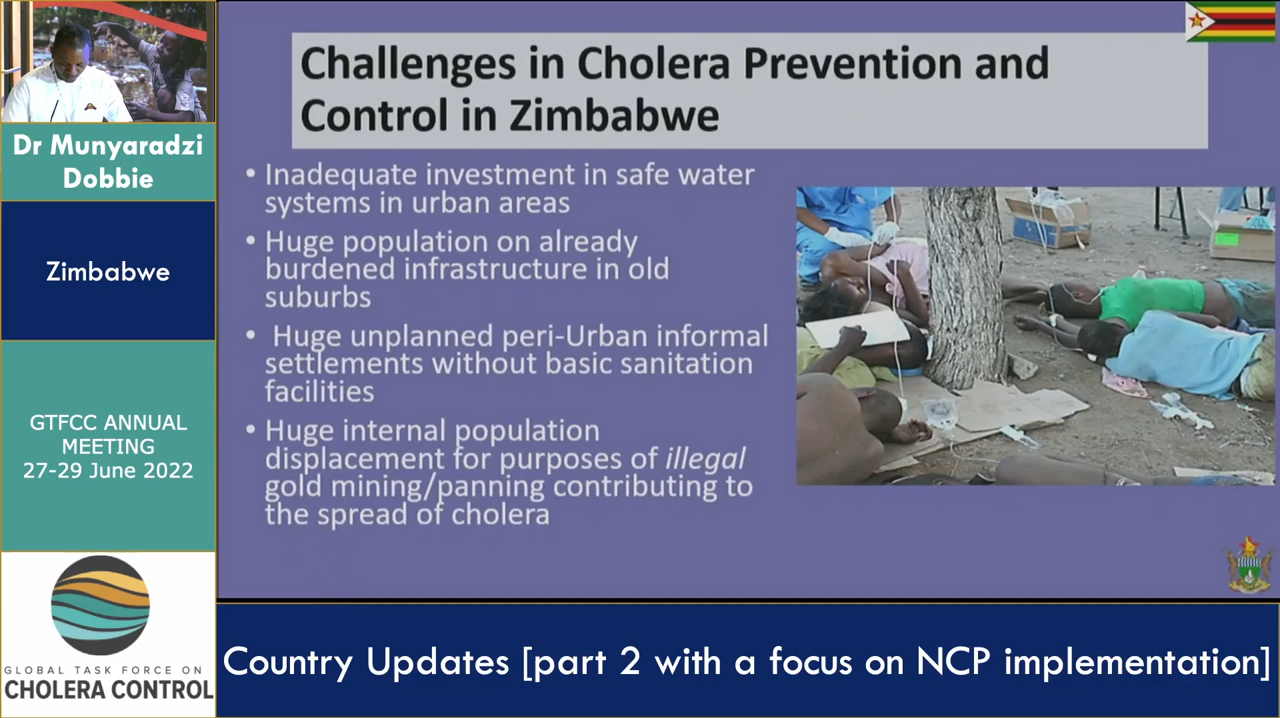 Dr Munyaradzi
Dobbie
Zimbabwe
GTFCC ANNUAL
MEETING
27-29 June 2022
GLOBAL TASK FORCE ON
CHOLERA CONTROL
Challenges in Cholera Prevention and
Control in Zimbabwe
• Inadequate investment in safe water
systems in urban areas
• Huge population on already
burdened infrastructure in old
suburbs
• Huge unplanned peri-Urban informal
settlements without basic sanitation
facilities
• Huge internal population
displacement for purposes of illegal
gold mining/panning contributing to
the spread of cholera
Country Updates [part 2 with a focus on NCP implementation]